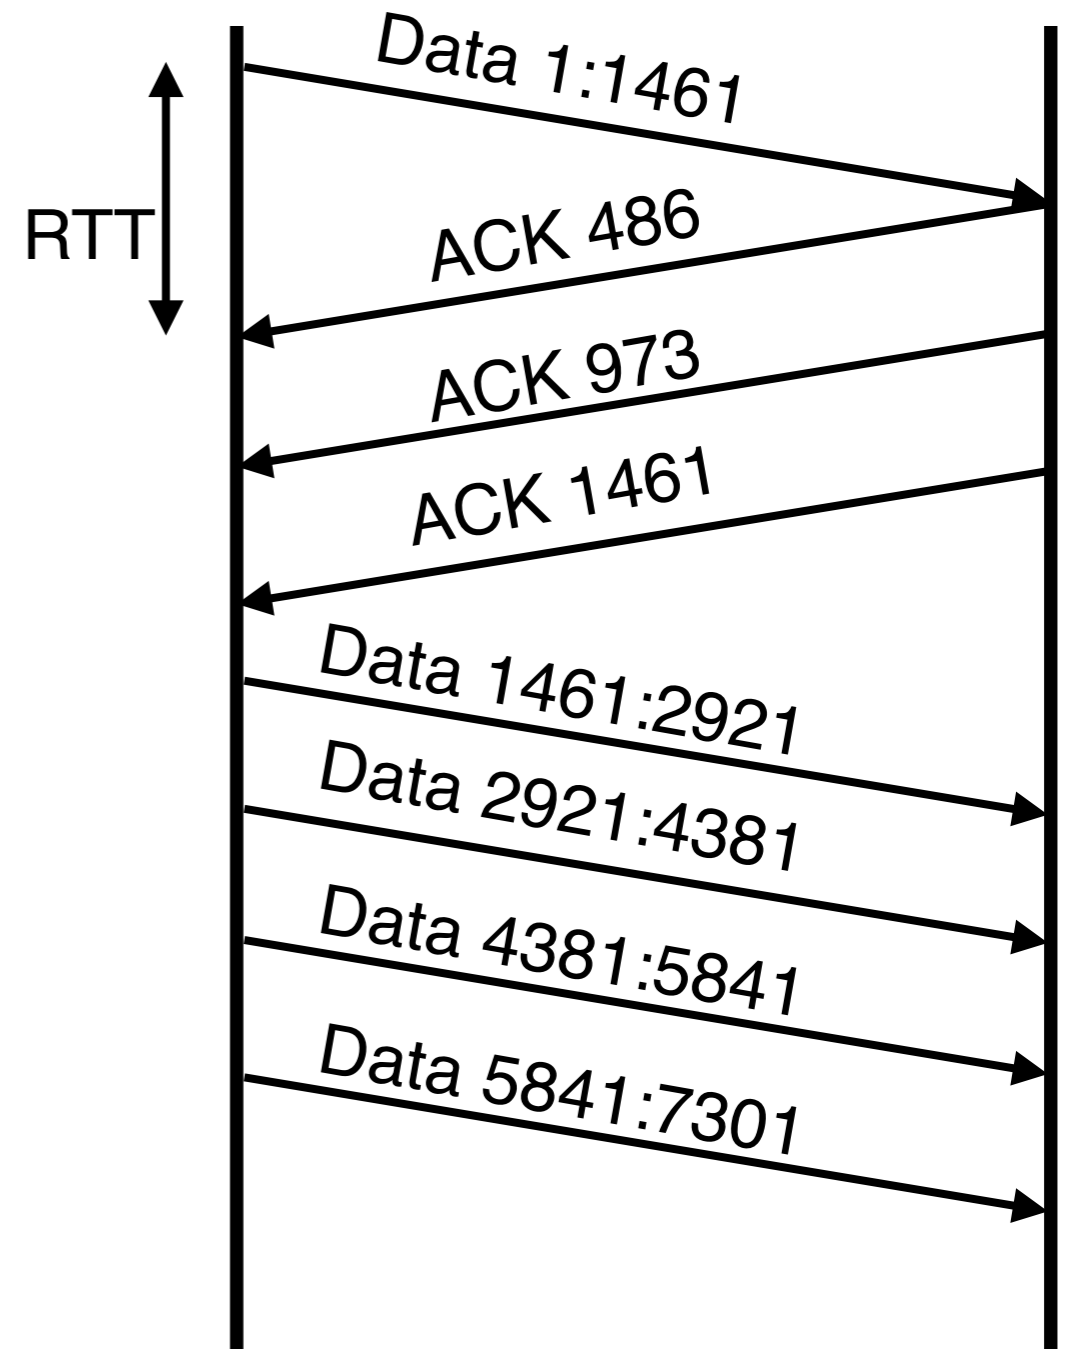 Data 1:1461
RTT
ACK 486
ACK 973
ACK 1461
Data 1461:2921
Data 2921:4381
Data 4381:5841
Data 5841:7301